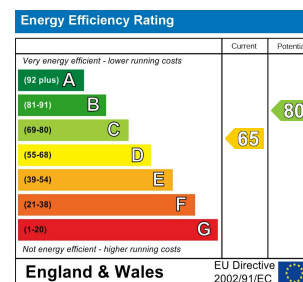 Energy Efficiency Rating
Current Potentia
Very energy efficient - lower running costs
(92 plus) A
(81-91) B
80
(69-80) C
65
(55-68) D
(39-54) E
(21-38) F
(1-20) G
Not energy efficient - higher running costs
England & Wales
EU Directive
2002/91/EC